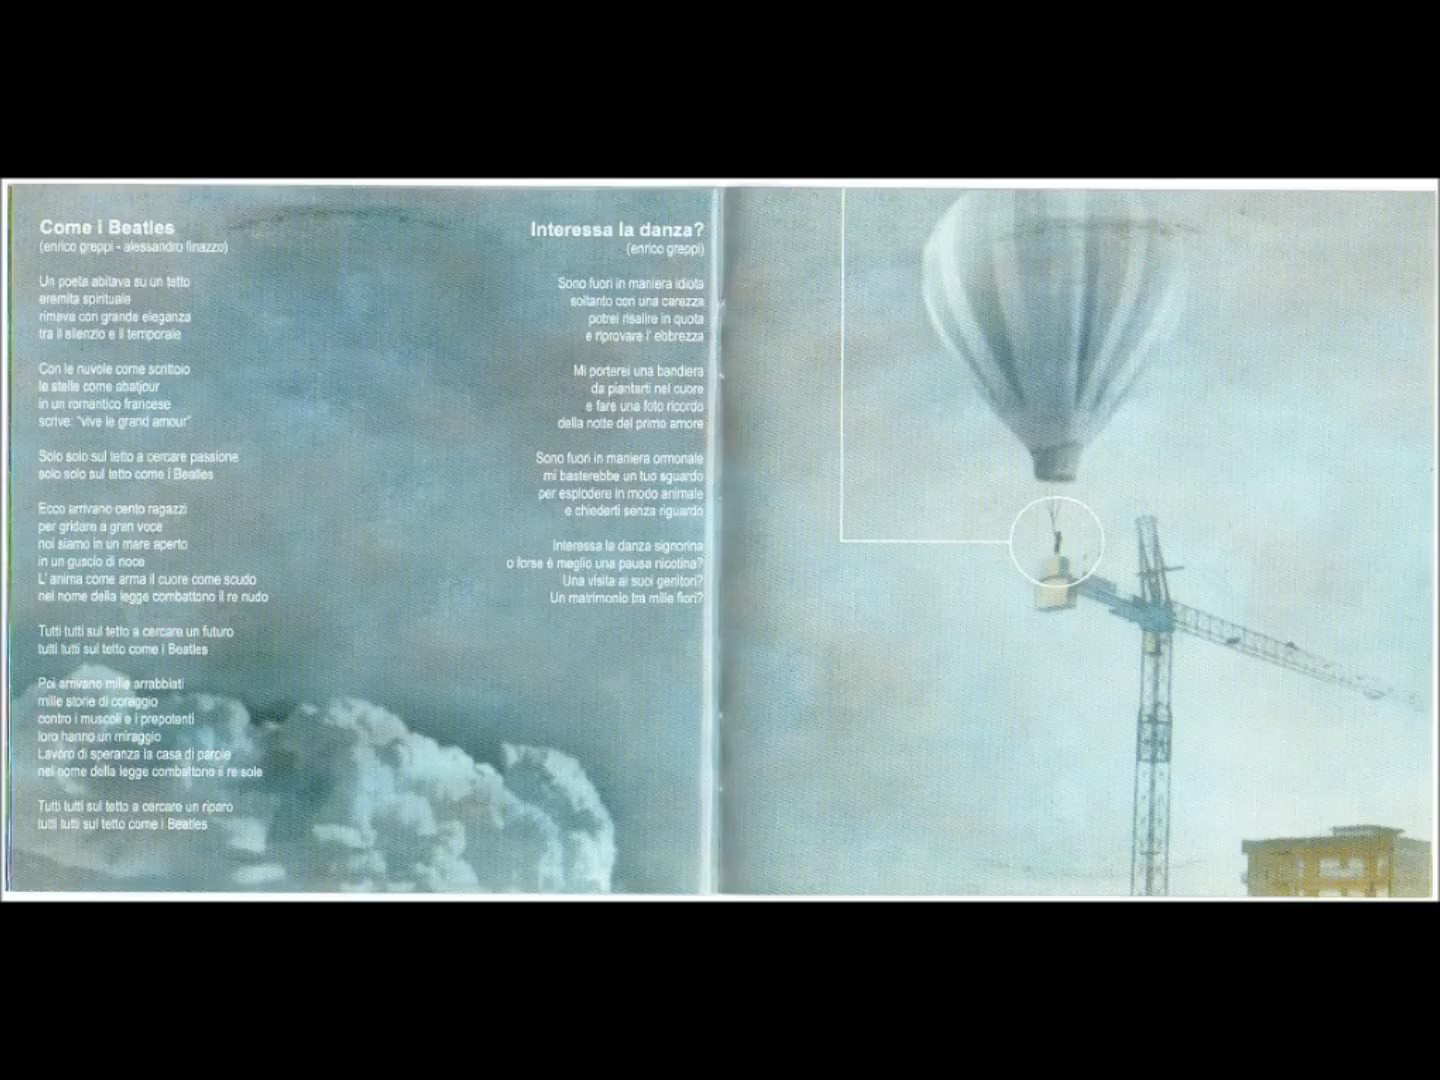 Come i Beatles
(enrico greppi - alessandro finazzo)
Un poeta abitava su un tetto
eremita spirituale
rimava con grande eleganza
tra il silenzio e il temporale
Con le nuvole come scrittoio
le stelle come abatjour
in un romantico francese
scrive: "vive le grand amour"
Solo solo sul tetto a cercare passione
solo solo sul tetto come i Beatles
Ecco arrivano cento ragazzi
per gridare a gran voce
noi siamo in un mare aperto
in un guscio di noce
L' anima come arma il cuore come scudo
nel nome della legge combattono il re nudo
Tutti tutti sul tetto a cercare un futuro
tutti tutti sul tetto come i Beatles
Poi arrivano mille arrabbiati
mille storie di coraggio
contro i muscoli e i prepotenti
loro hanno un miraggio
Lavoro di speranza la casa di parole
nel nome della legge combattono il re sole
Tutti tutti sul tetto a cercare un riparo
tutti tutti sul tetto come i Beatles
Interessa la danza?
(enrico greppi)
Sono fuori in maniera idiota
soltanto con una carezza
potrei risalire in quota
e riprovare l' ebbrezza
Mi porterei una bandiera
da piantarti nel cuore
e fare una foto ricordo
della notte del primo amore
Sono fuori in maniera ormonale
mi basterebbe un tuo sguardo
per esplodere in modo animale
e chiederti senza riguardo
Interessa la danza signorina
o forse è meglio una pausa nicotina?
Una visita ai suoi genitori?
Un matrimonio tra mille fiori?